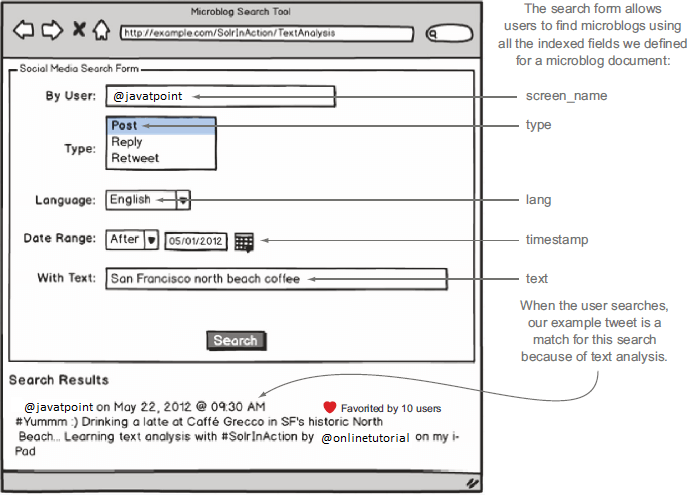 Microblog Search Tool
http://example.com/SolrInAction/TextAnalysis
The search form allows
users to find microblogs using
all the indexed fields we defined
for a microblog document:
Social Media Search Form
By User: @javatpoint
screen_name
Type: Post
Reply
Retweet
type
Language: English
lang
Date Range: After 05/01/2012
timestamp
With Text: San Francisco north beach coffee
text
Search
When the user searches,
our example tweet is a
match for this search
because of text analysis.
Search Results
@javatpoint on May 22, 2012 @ 09:30 AM Favorited by 10 users
#Yummm :) Drinking a latte at Caffé Grecco in SF's historic North
Beach... Learning text analysis with #SolrInAction by @onlinetutorial on my i-
Pad